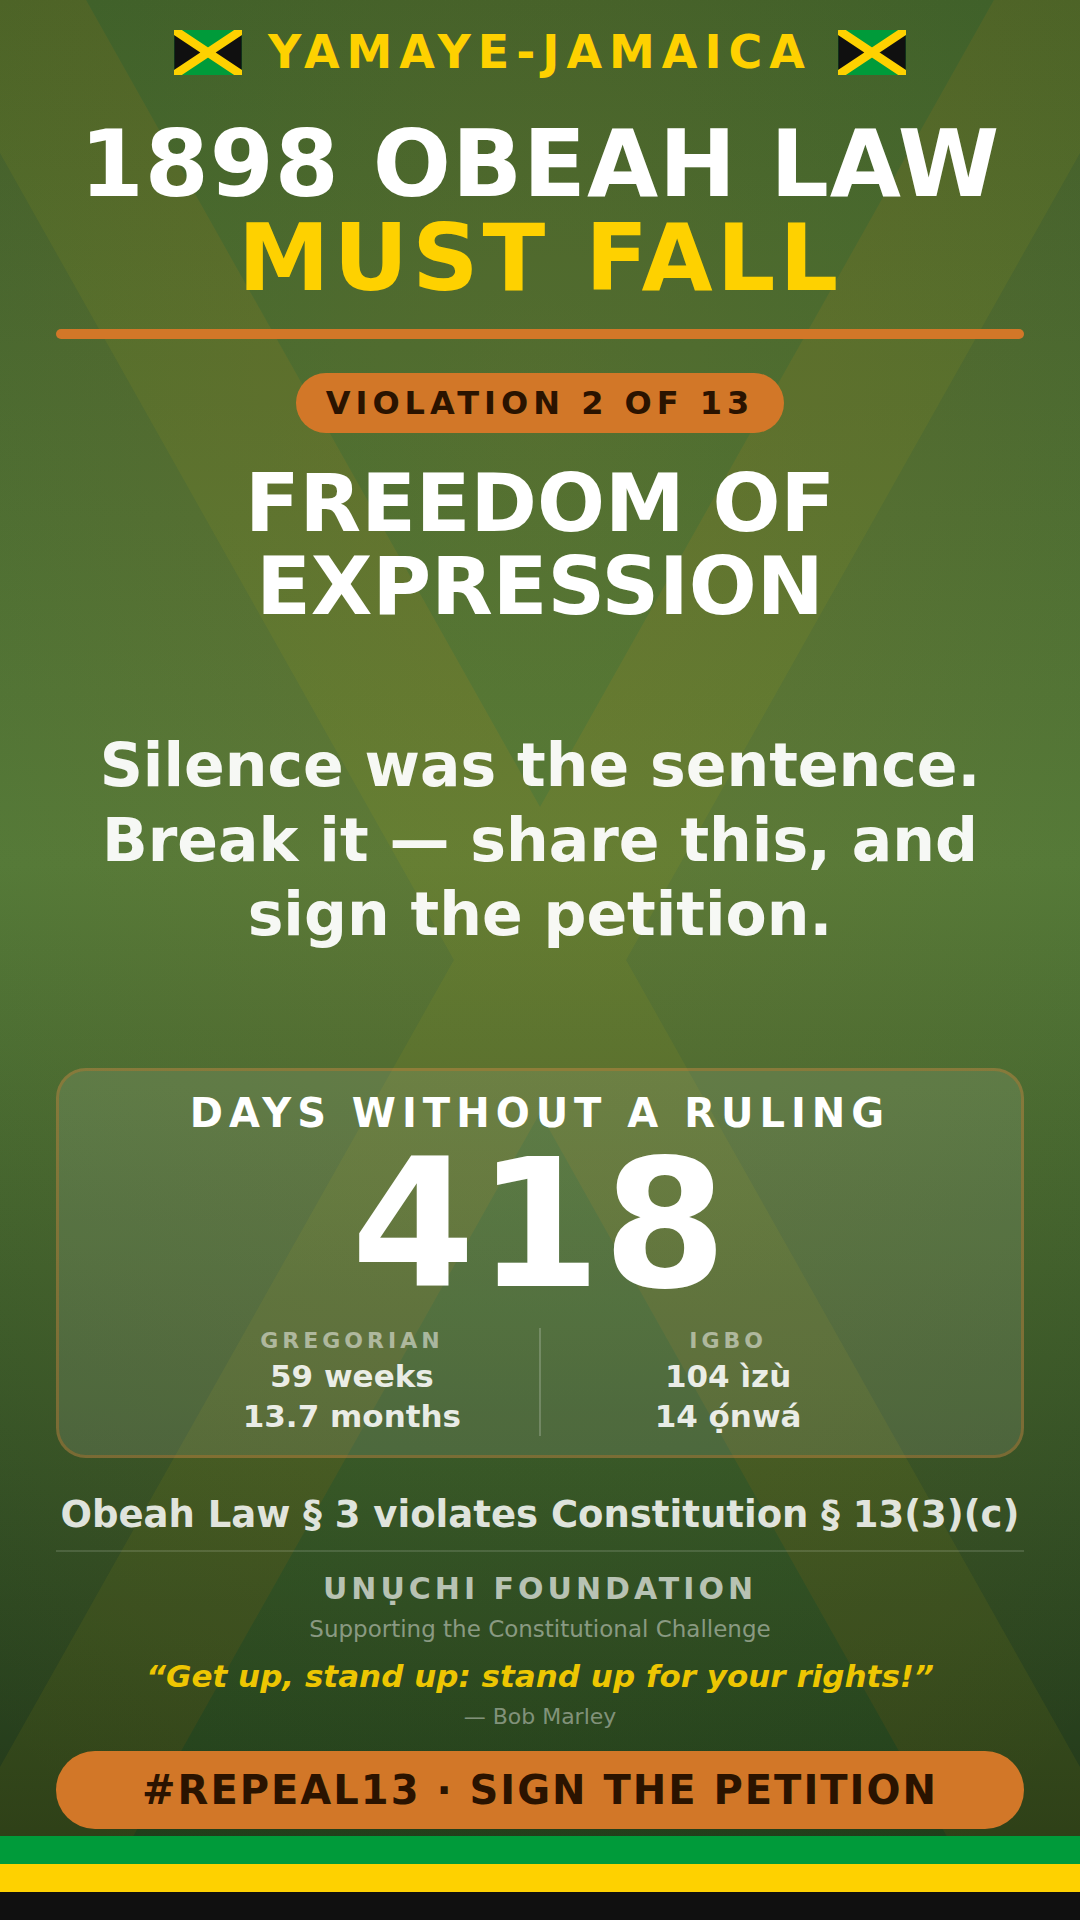 YAMAYE-JAMAICA
1898 OBEAH LAW
MUST FALL
VIOLATION 2 OF 13
FREEDOM OF
EXPRESSION
Silence was the sentence.
Break it — share this, and
sign the petition.
DAYS WITHOUT A RULING
418
GREGORIAN
59 weeks
13.7 months
IGBO
104 ìzù
14 ọ́nwá
Obeah Law § 3 violates Constitution § 13(3)(c)
UNỤCHI FOUNDATION
Supporting the Constitutional Challenge
“Get up, stand up: stand up for your rights!”
— Bob Marley
#REPEAL13 · SIGN THE PETITION